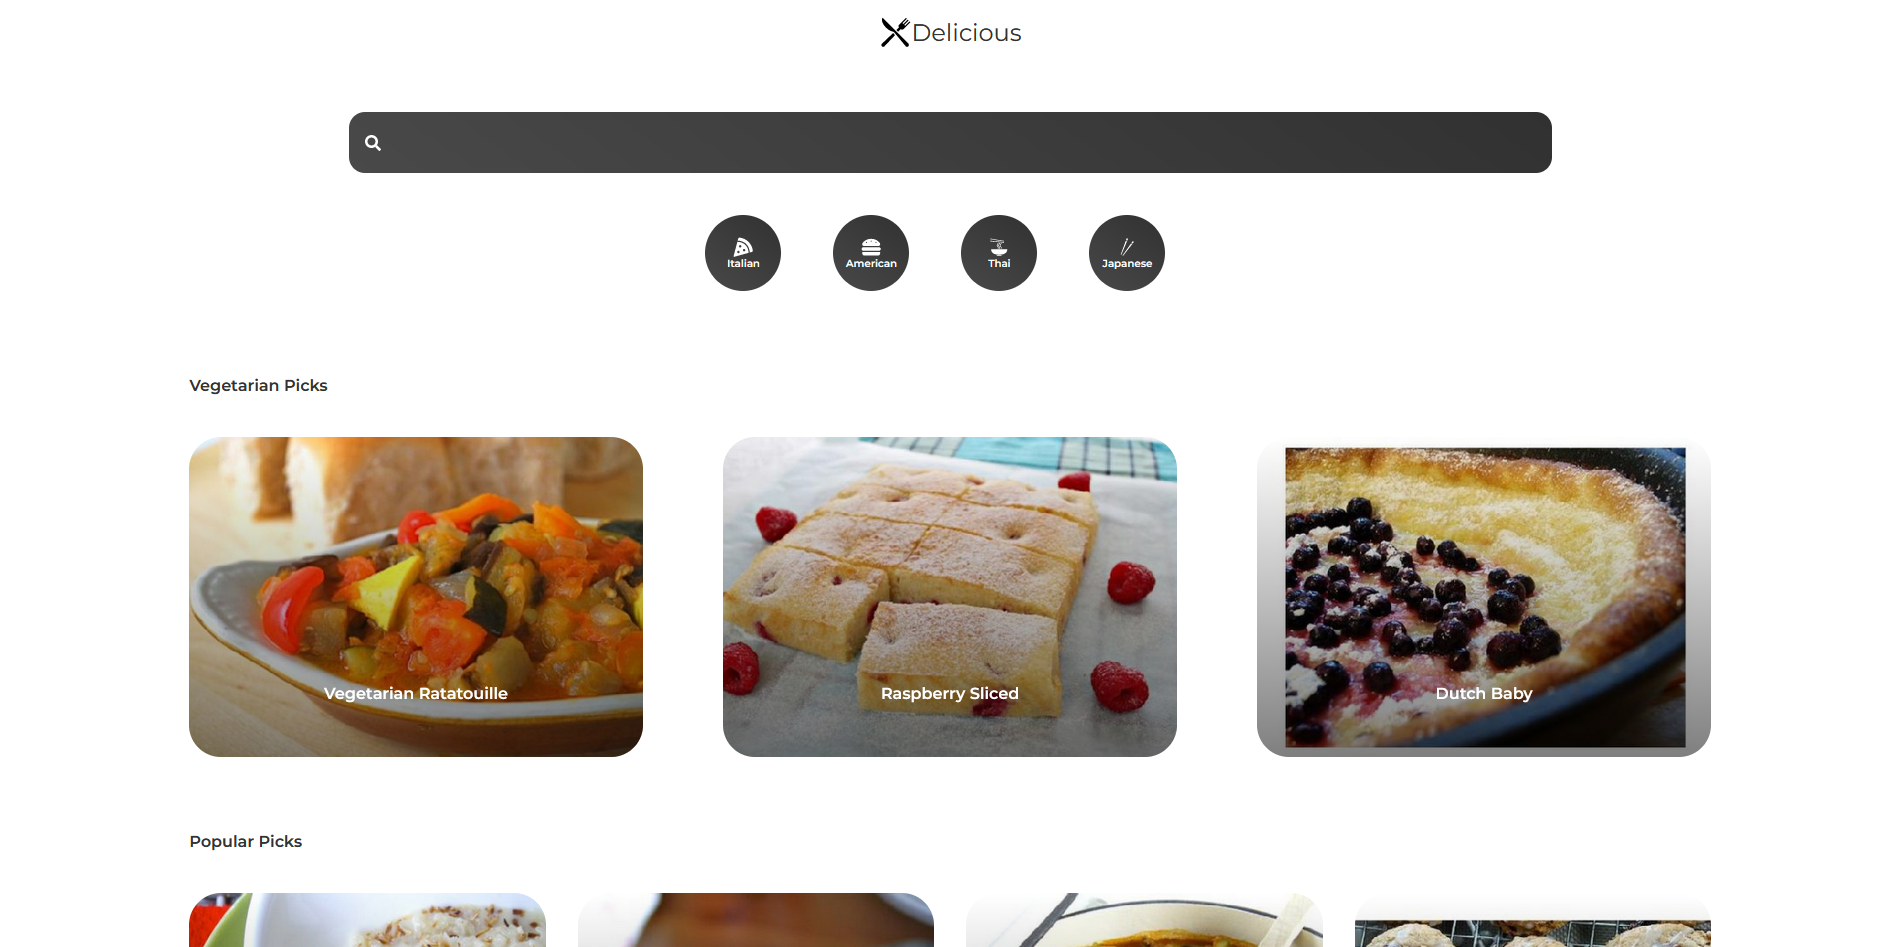 Delicious
Italian
American
Thai
Japanese
Vegetarian Picks
Vegetarian Ratatouille
Raspberry Sliced
Dutch Baby
Popular Picks